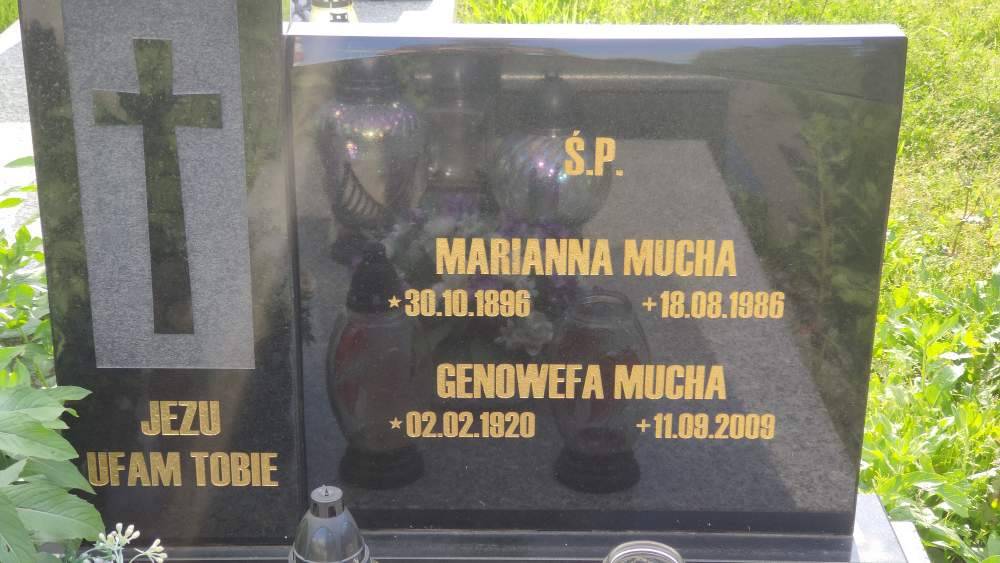 Ś.P.
MARIANNA MUCHA
★30.10.1896 +18.08.1986
GENOWEFA MUCHA
★02.02.1920 +11.09.2009
JEZU
UFAM TOBIE